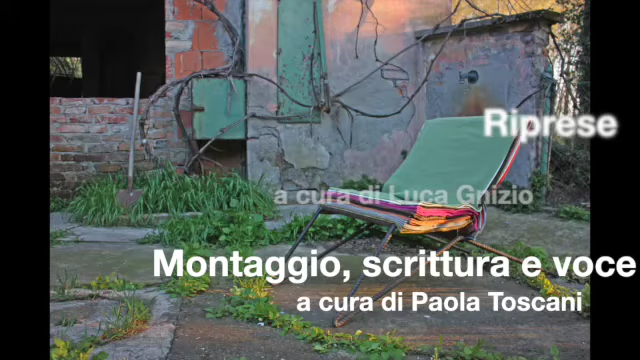 Riprese
a cura di Luca Gnizio
Montaggio, scrittura e voce
a cura di Paola Toscani